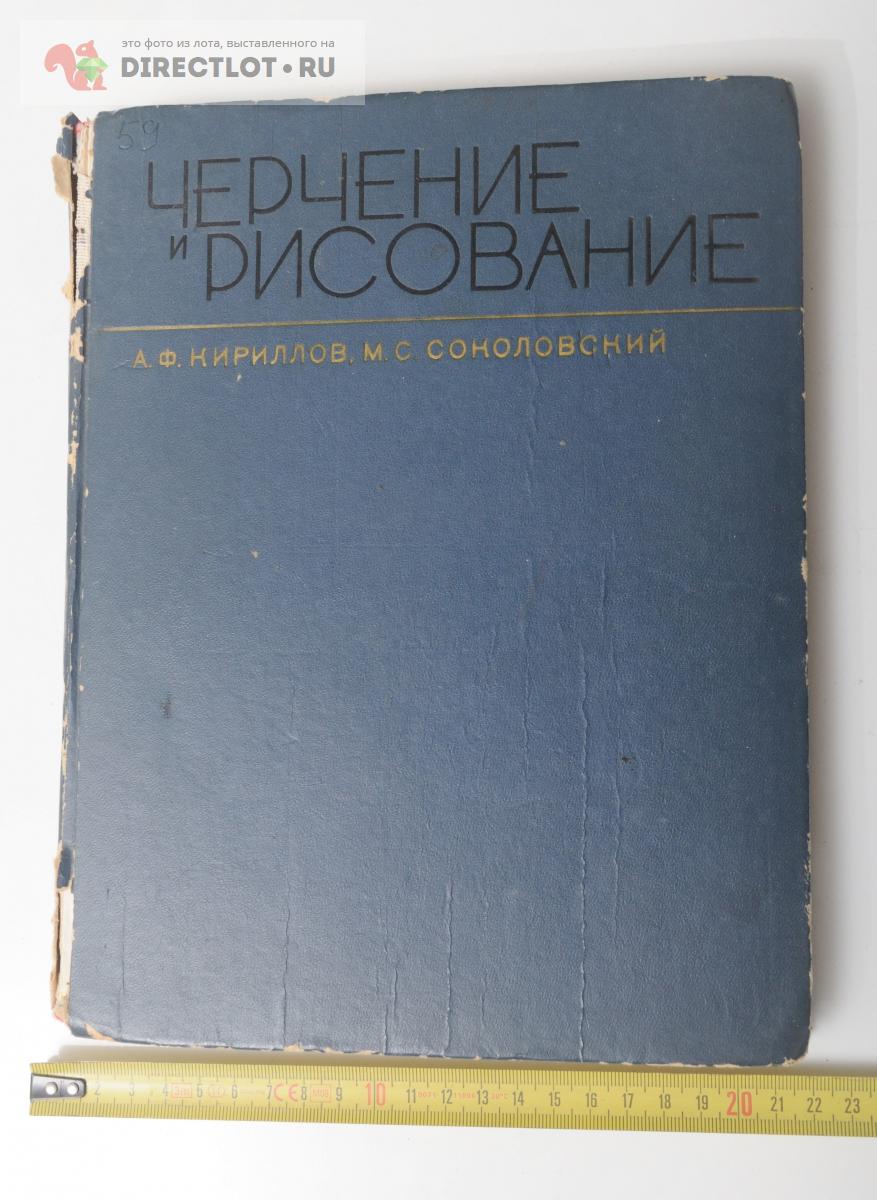 это фото из лота, выставленного на
DIRECTLOT•RU
59
ЧЕРЧЕНИЕ
и РИСОВАНИЕ
А.Ф. КИРИЛЛОВ, М.С. СОКОЛОВСКИЙ
2 3 4 5 6 7 CE 8 9 10 11 12 13 14 15 16 17 18 19 20 21 22 23